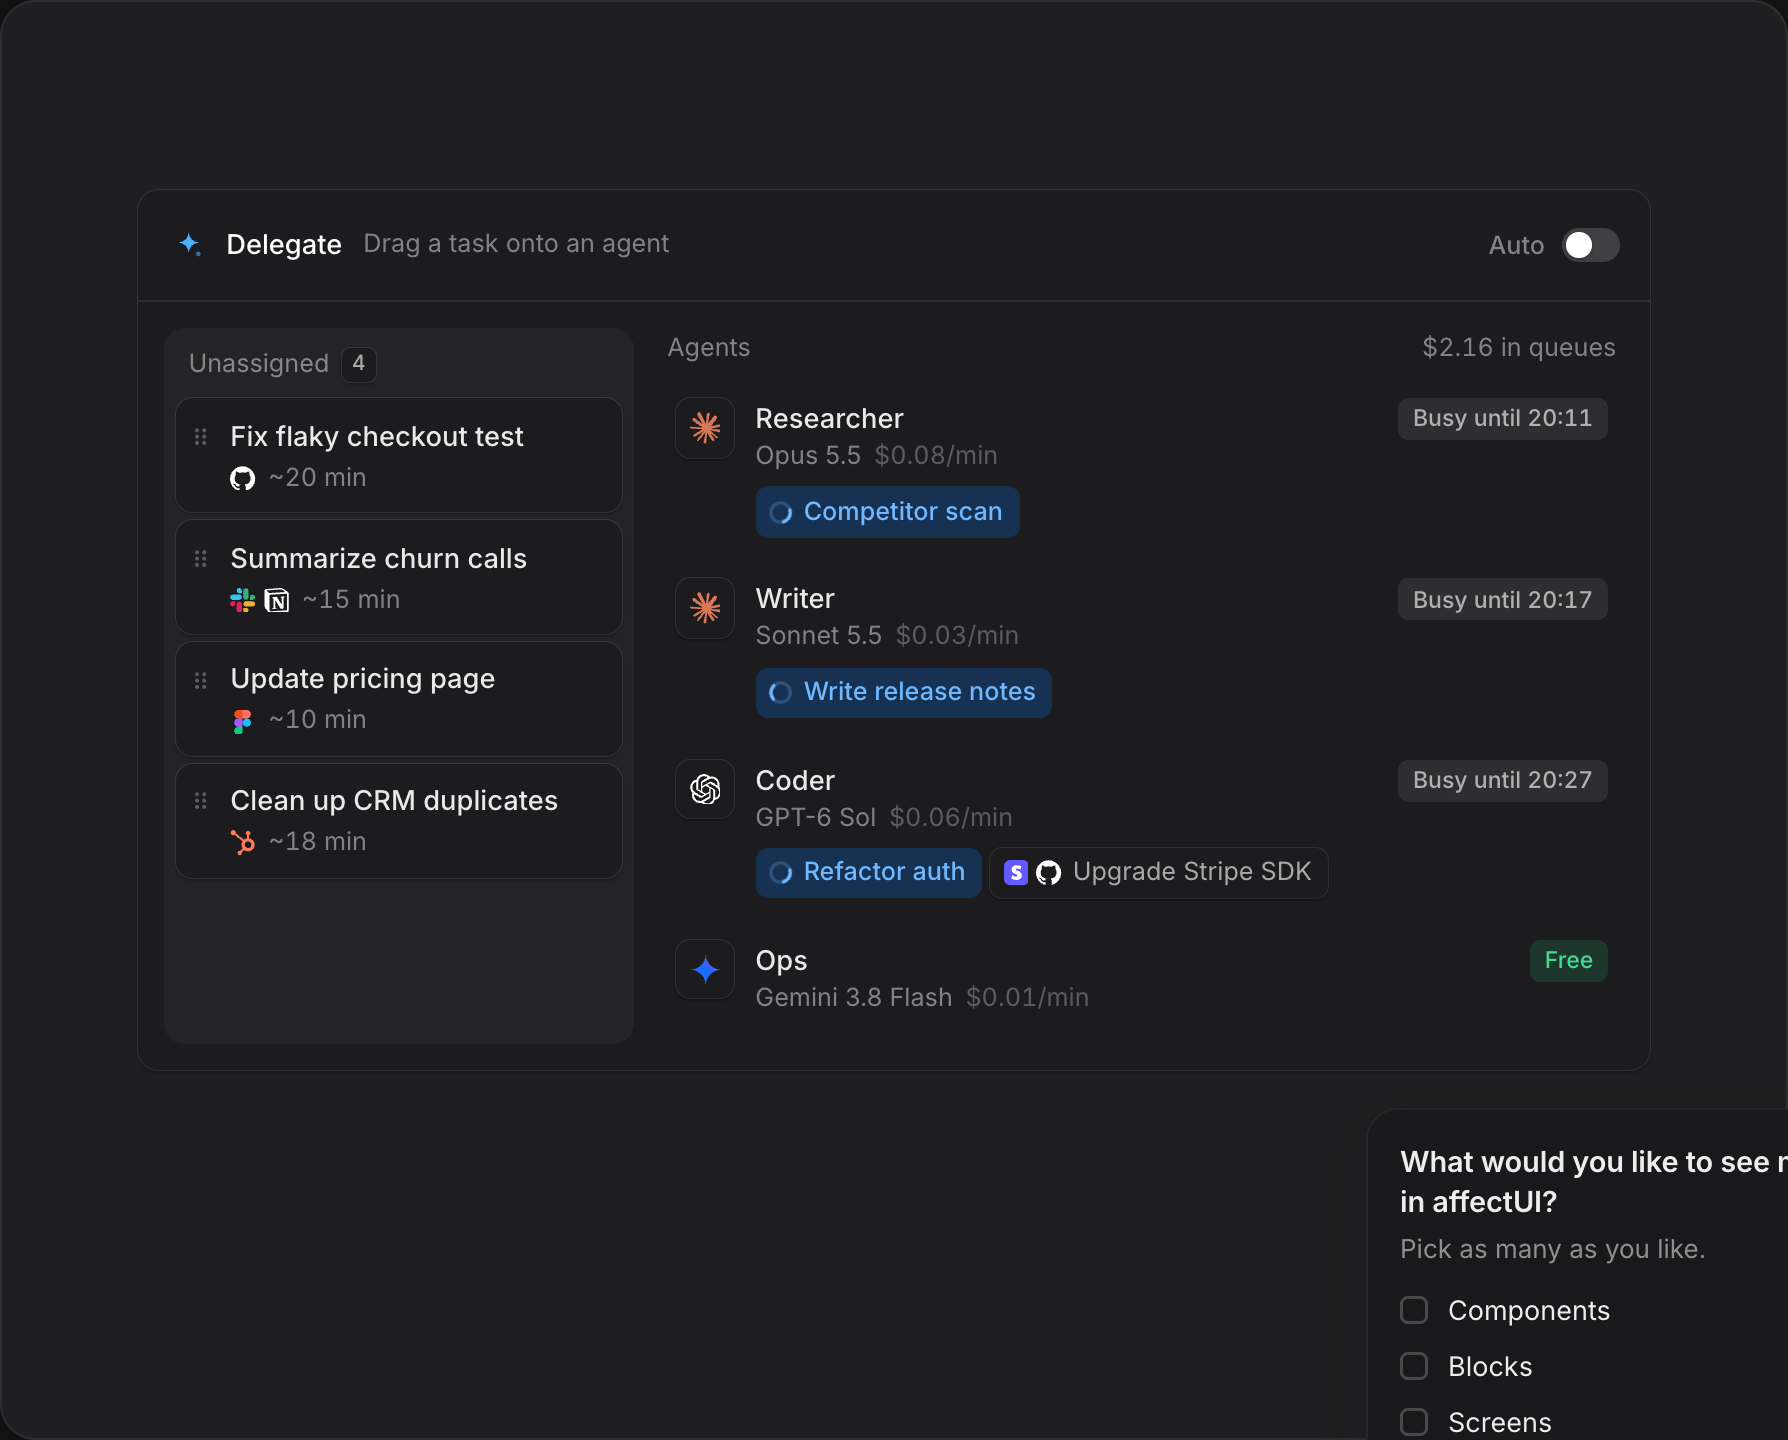 Delegate Drag a task onto an agent
Auto
Unassigned 4
Fix flaky checkout test
~20 min
Summarize churn calls
~15 min
Update pricing page
~10 min
Clean up CRM duplicates
~18 min
Agents
$2.16 in queues
Researcher
Busy until 20:11
Opus 5.5 $0.08/min
Competitor scan
Writer
Busy until 20:17
Sonnet 5.5 $0.03/min
Write release notes
Coder
Busy until 20:27
GPT-6 Sol $0.06/min
Refactor auth
Upgrade Stripe SDK
Ops
Free
Gemini 3.8 Flash $0.01/min
What would you like to see
in affectUI?
Pick as many as you like.
Components
Blocks
Screens